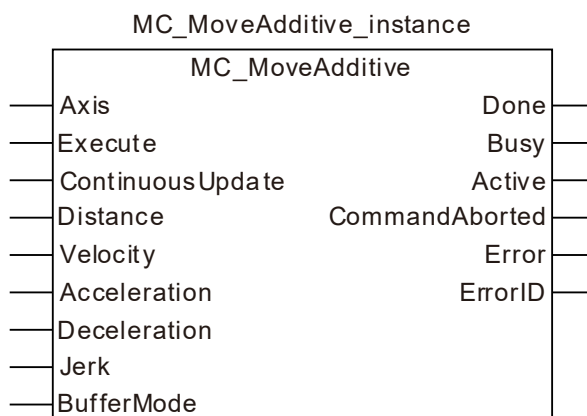 MC_MoveAdditive_instance
MC_MoveAdditive
Axis Done
Execute Busy
ContinuousUpdate Active
Distance CommandAborted
Velocity Error
Acceleration ErrorID
Deceleration
Jerk
BufferMode